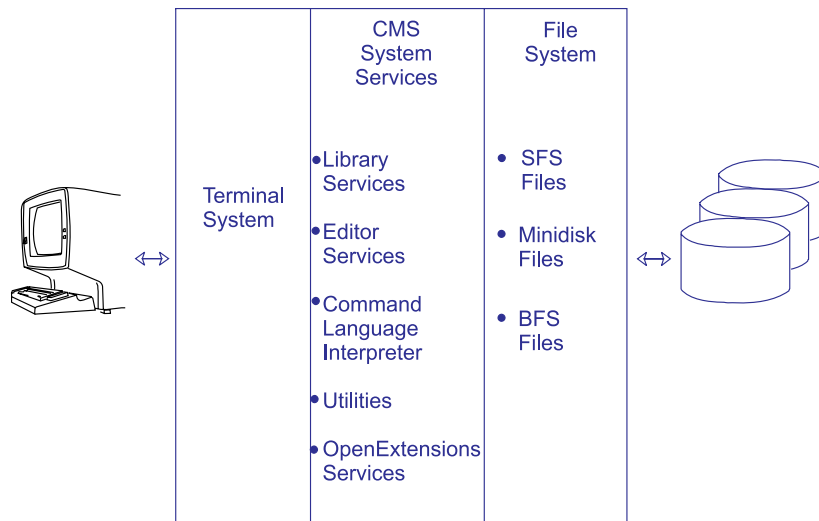 Terminal
System
CMS
System
Services
• Library
Services
• Editor
Services
• Command
Language
Interpreter
• Utilities
• OpenExtensions
Services
File
System
• SFS
Files
• Minidisk
Files
• BFS
Files